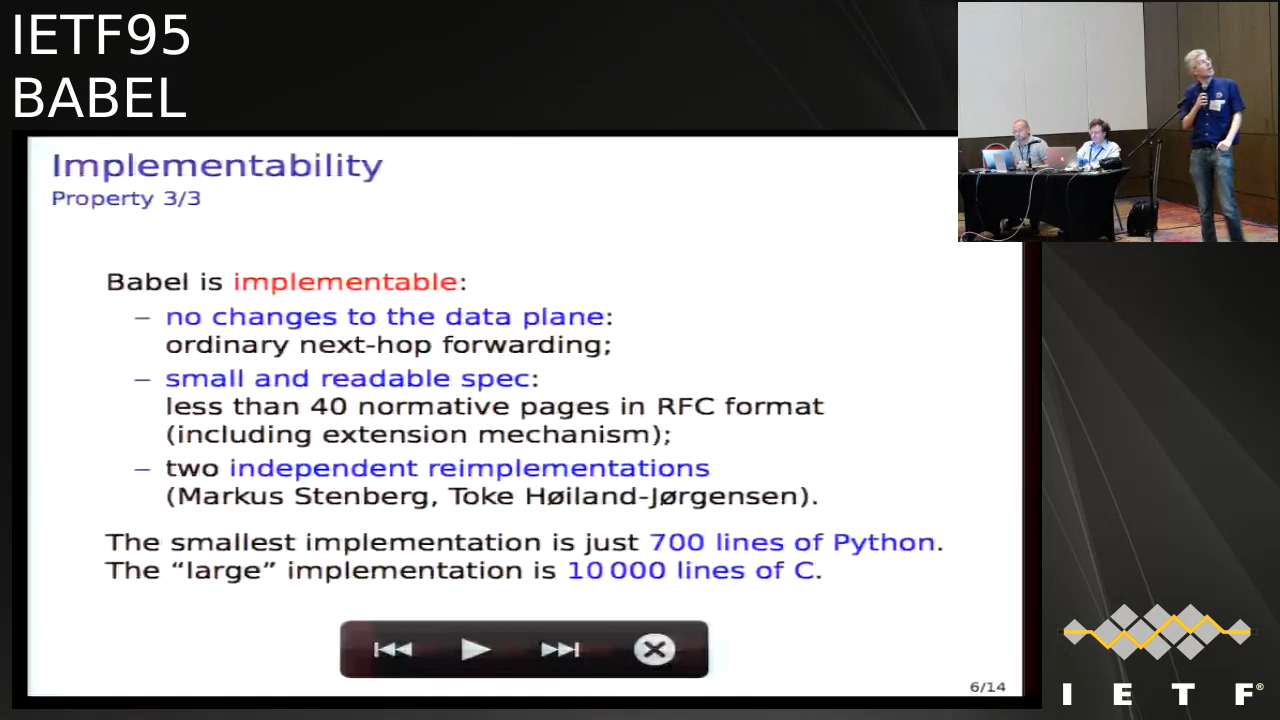 IETF95
BABEL
Implementability
Property 3/3
Babel is implementable:
– no changes to the data plane:
ordinary next-hop forwarding;
– small and readable spec:
less than 40 normative pages in RFC format
(including extension mechanism);
– two independent reimplementations
(Markus Stenberg, Toke Høiland-Jørgensen).
The smallest implementation is just 700 lines of Python.
The “large” implementation is 10 000 lines of C.
6/14
I E T F®